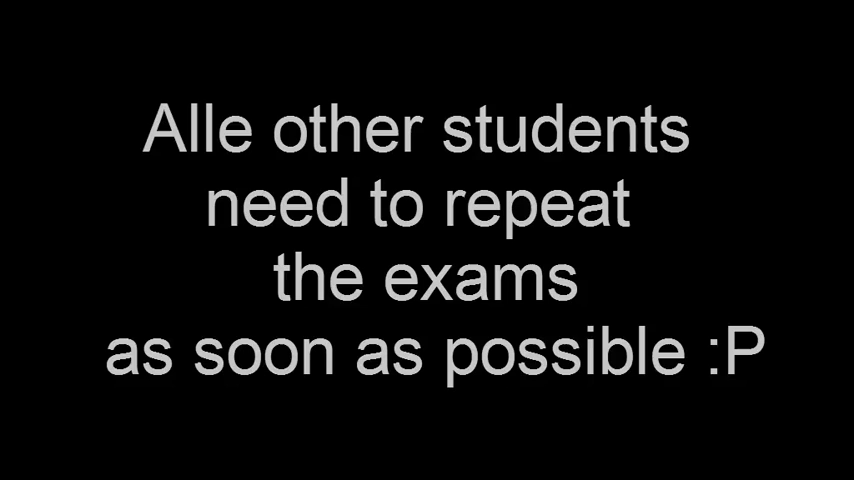 Alle other students
need to repeat
the exams
as soon as possible :P